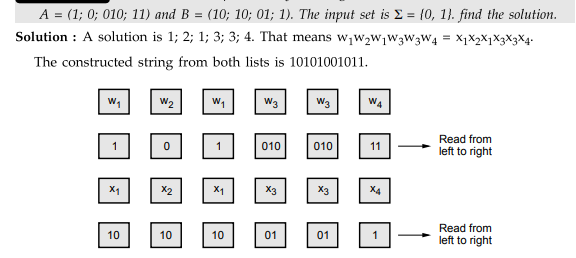 A = (1; 0; 010; 11) and B = (10; 10; 01; 1). The input set is Σ = {0, 1}. find the solution.
Solution : A solution is 1; 2; 1; 3; 3; 4. That means w₁w₂w₁w₃w₃w₄ = x₁x₂x₁x₃x₃x₄.
The constructed string from both lists is 10101001011.
w₁ w₂ w₁ w₃ w₃ w₄
1 0 1 010 010 11 Read from
left to right
x₁ x₂ x₁ x₃ x₃ x₄
10 10 10 01 01 1 Read from
left to right